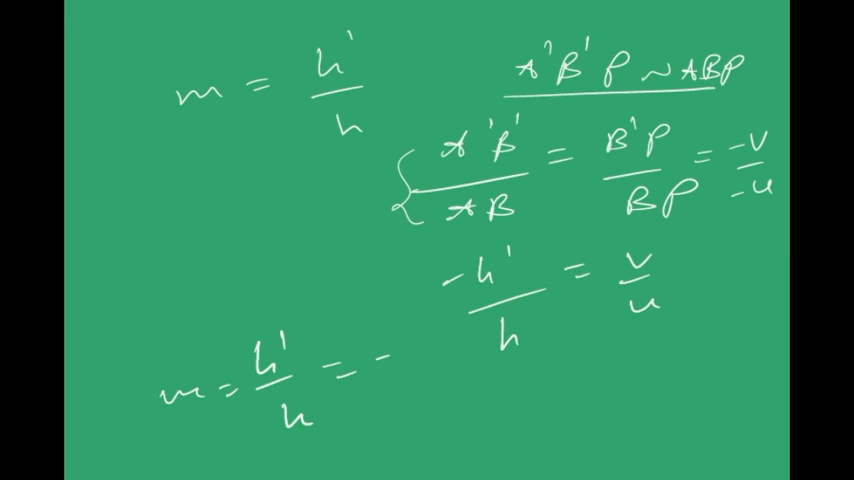 m = h'/h
A'B'P ~ ABP
A'B'/AB = B'P/BP = -v/-u
-h'/h = v/u
m = h'/h = -